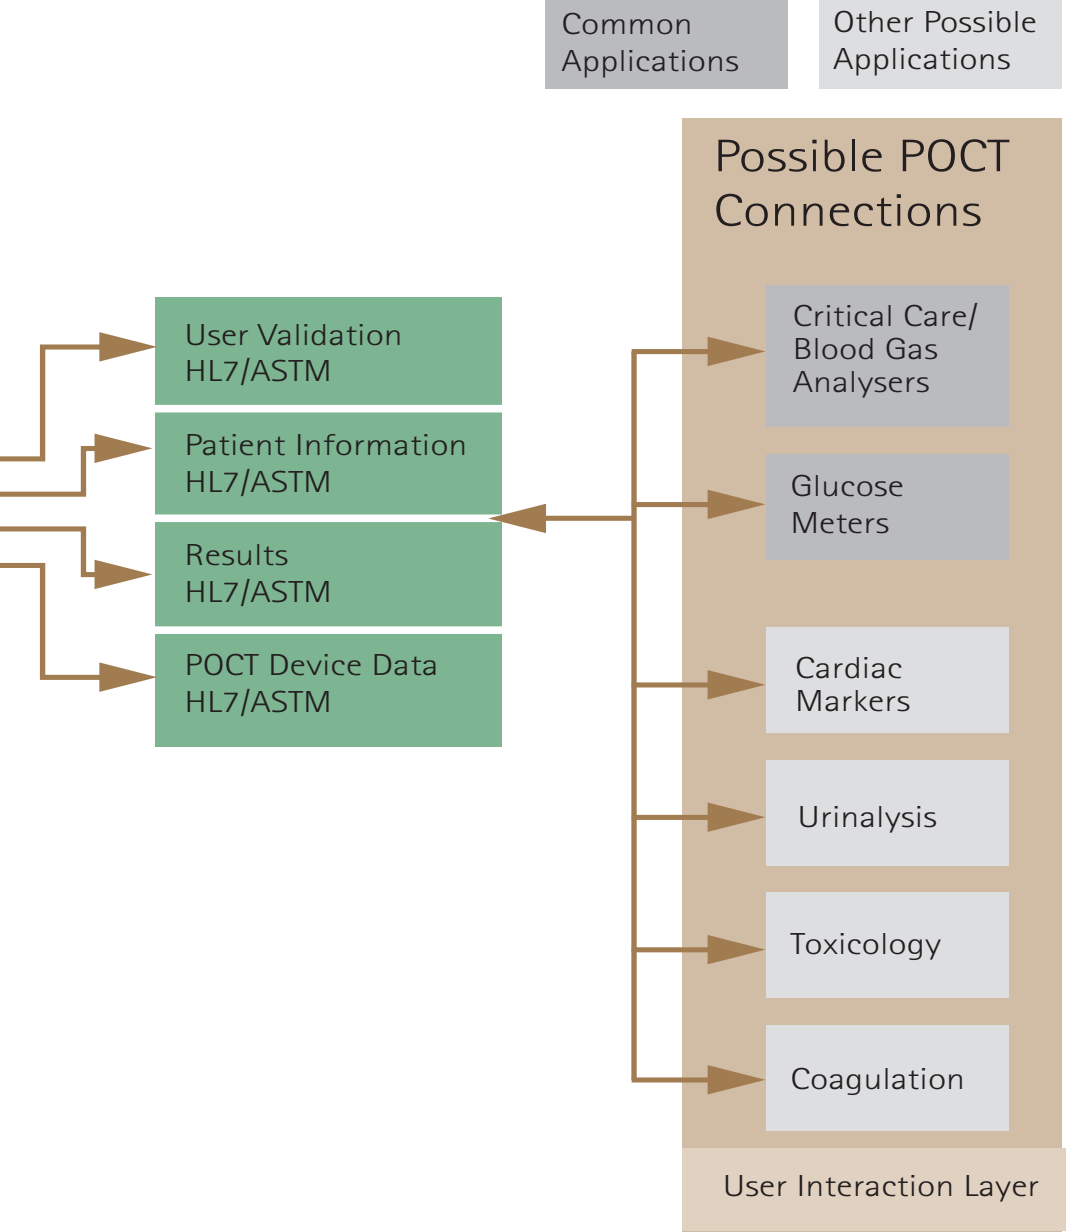 Common
Applications
Other Possible
Applications
Possible POCT
Connections
User Validation
HL7/ASTM
Patient Information
HL7/ASTM
Results
HL7/ASTM
POCT Device Data
HL7/ASTM
Critical Care/
Blood Gas
Analysers
Glucose
Meters
Cardiac
Markers
Urinalysis
Toxicology
Coagulation
User Interaction Layer